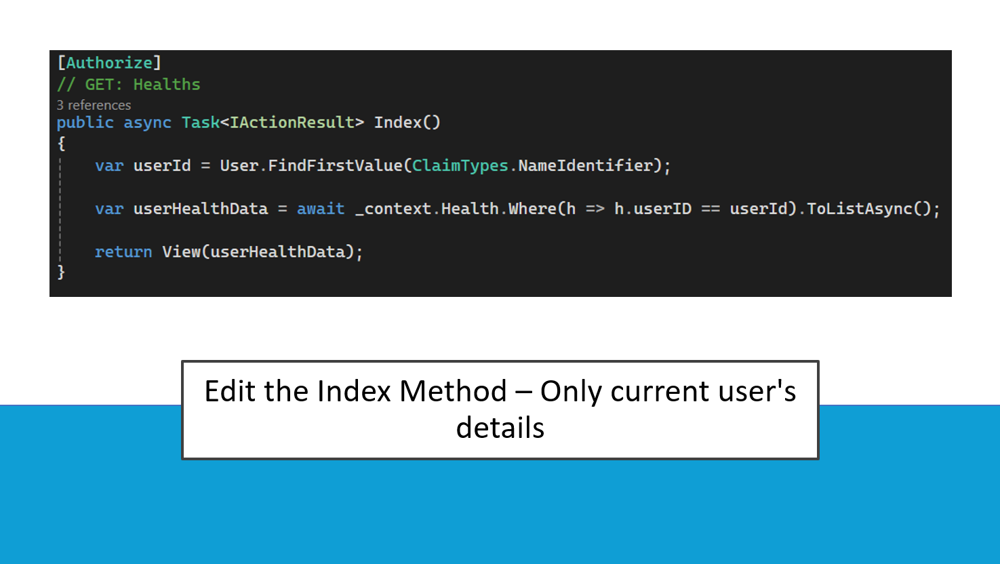 [Authorize]
// GET: Healths
3 references
public async Task<IActionResult> Index()
{
var userId = User.FindFirstValue(ClaimTypes.NameIdentifier);
var userHealthData = await _context.Health.Where(h => h.userID == userId).ToListAsync();
return View(userHealthData);
}
Edit the Index Method – Only current user's
details